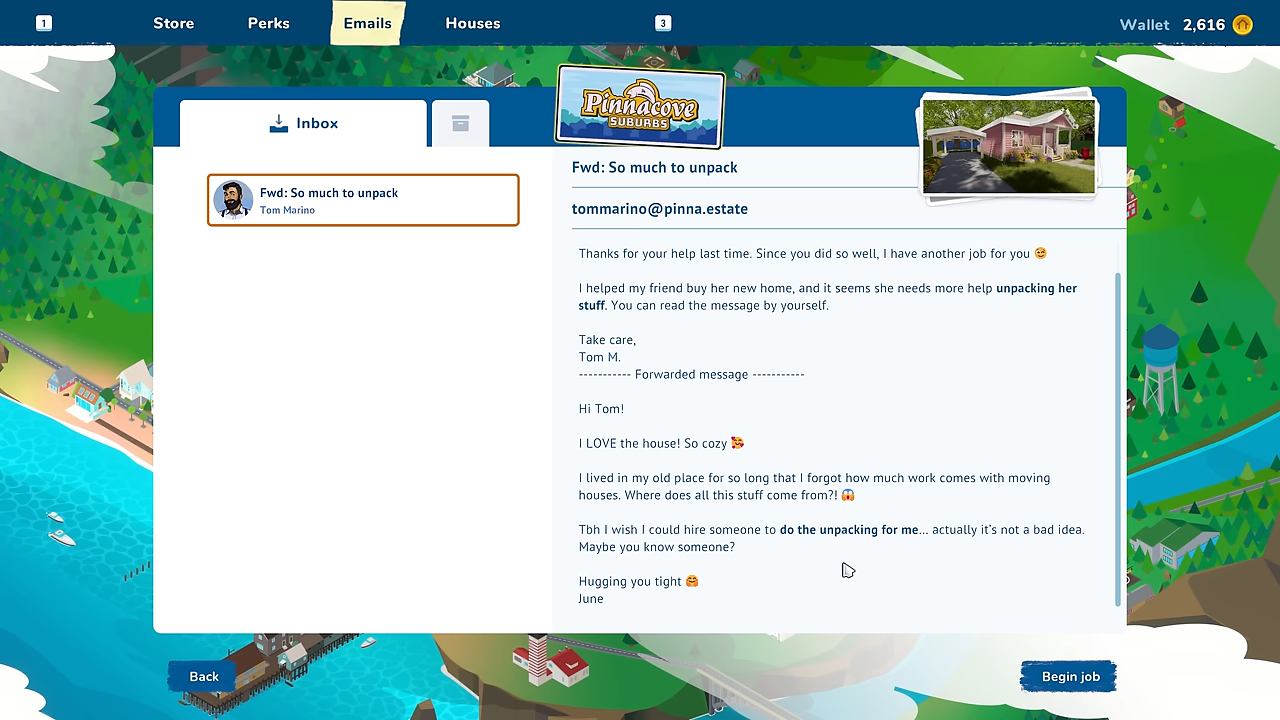 1
Store
Perks
Emails
Houses
3
Wallet 2,616
Inbox
Pinnacove
SUBURBS
Fwd: So much to unpack
Tom Marino
Fwd: So much to unpack
tommarino@pinna.estate
Thanks for your help last time. Since you did so well, I have another job for you 😊
I helped my friend buy her new home, and it seems she needs more help unpacking her
stuff. You can read the message by yourself.
Take care,
Tom M.
----------- Forwarded message -----------
Hi Tom!
I LOVE the house! So cozy 🥰
I lived in my old place for so long that I forgot how much work comes with moving
houses. Where does all this stuff come from?! 😱
Tbh I wish I could hire someone to do the unpacking for me... actually it's not a bad idea.
Maybe you know someone?
Hugging you tight 🤗
June
Back
Begin job